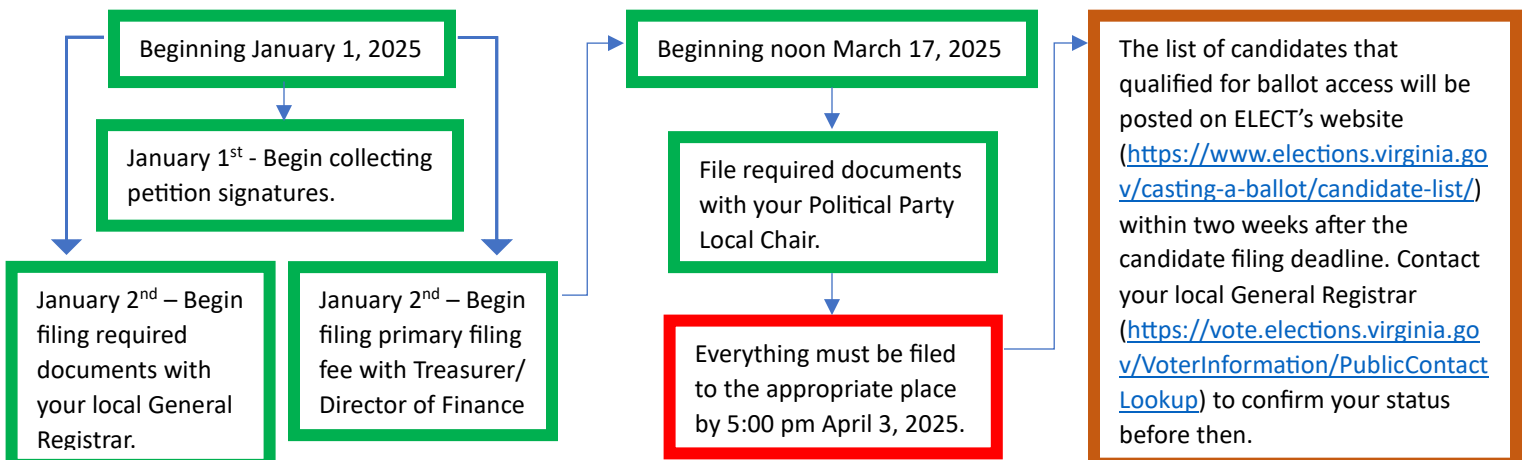 Beginning January 1, 2025
January 1st - Begin collecting
petition signatures.
January 2nd – Begin
filing required
documents with
your local General
Registrar.
January 2nd – Begin
filing primary filing
fee with Treasurer/
Director of Finance
Beginning noon March 17, 2025
File required documents
with your Political Party
Local Chair.
Everything must be filed
to the appropriate place
by 5:00 pm April 3, 2025.
The list of candidates that
qualified for ballot access will be
posted on ELECT’s website
(https://www.elections.virginia.go
v/casting-a-ballot/candidate-list/)
within two weeks after the
candidate filing deadline. Contact
your local General Registrar
(https://vote.elections.virginia.go
v/VoterInformation/PublicContact
Lookup) to confirm your status
before then.